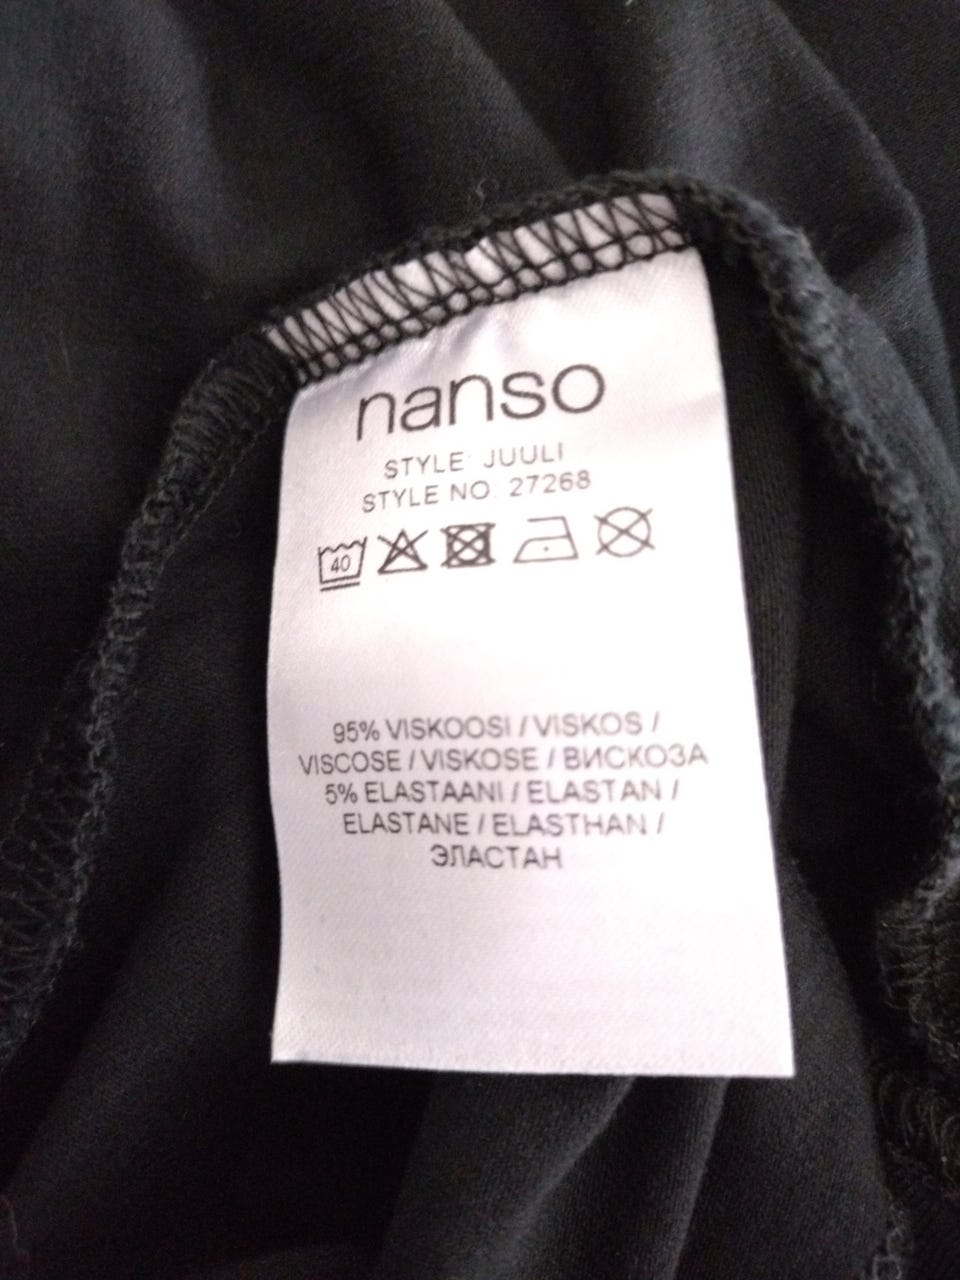 nanso
STYLE: JUULI
STYLE NO. 27268
40
95% VISKOOSI / VISKOS /
VISCOSE / VISKOSE / ВИСКОЗА
5% ELASTAANI / ELASTAN /
ELASTANE / ELASTHAN /
ЭЛАСТАН